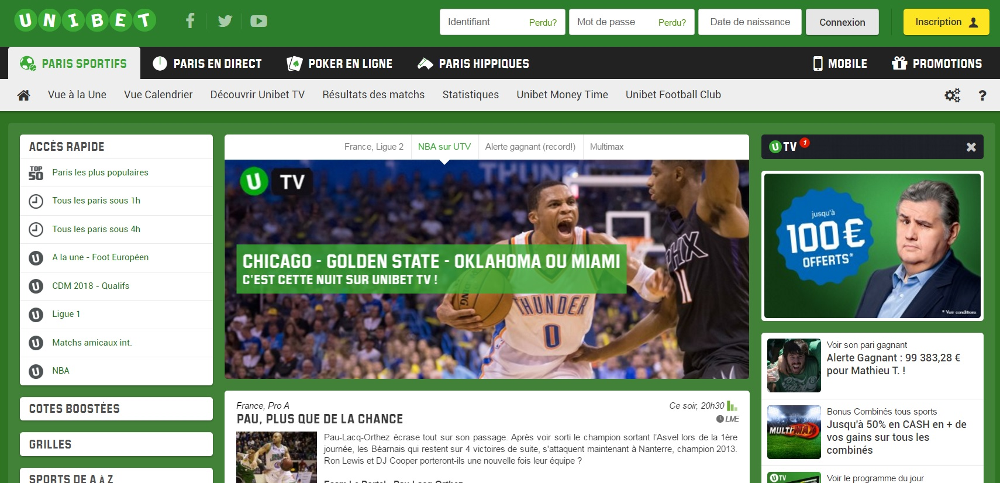 UNIBET
Identifiant Perdu?
Mot de passe Perdu?
Date de naissance
Connexion
Inscription
PARIS SPORTIFS
PARIS EN DIRECT
POKER EN LIGNE
PARIS HIPPIQUES
MOBILE
PROMOTIONS
Vue à la Une
Vue Calendrier
Découvrir Unibet TV
Résultats des matchs
Statistiques
Unibet Money Time
Unibet Football Club
?
ACCÈS RAPIDE
TOP 50
Paris les plus populaires
Tous les paris sous 1h
Tous les paris sous 4h
U
A la une - Foot Européen
U
CDM 2018 - Qualifs
U
Ligue 1
U
Matchs amicaux int.
U
NBA
COTES BOOSTÉES
GRILLES
SPORTS DE A À Z
France, Ligue 2
NBA sur UTV
Alerte gagnant (record!)
Multimax
U TV
THUNDER
PHX
11
CHICAGO - GOLDEN STATE - OKLAHOMA OU MIAMI
C'EST CETTE NUIT SUR UNIBET TV !
THUNDER
0
France, Pro A
Ce soir, 20h30
PAU, PLUS QUE DE LA CHANCE
LIVE
Pau-Lacq-Orthez écrase tout sur son passage. Après voir sorti le champion sortant l'Asvel lors de la 1ère
journée, les Béarnais qui restent sur 4 victoires de suite, s'attaquent maintenant à Nanterre, champion 2013.
Ron Lewis et DJ Cooper porteront-ils une nouvelle fois leur équipe ?
U TV 1
jusqu'à
100€
OFFERTS*
* Voir conditions
Voir son pari gagnant
Alerte Gagnant : 99 383,28 €
pour Mathieu T. !
Bonus Combinés tous sports
MULTIMAX
Jusqu'à 50% en CASH en + de
vos gains sur tous les
combinés
U TV
Voir le programme du jour